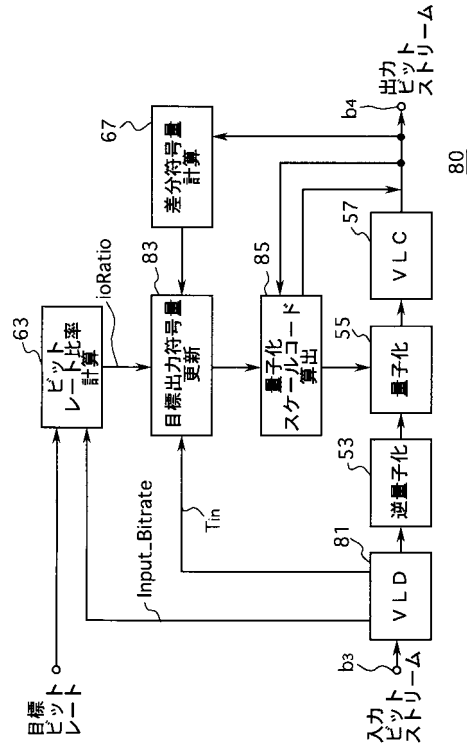 目標
ビット
レート
63
ビット
レート比率
計算
ioRatio
67
差分符号量
計算
83
目標出力符号量
更新
Input_Bitrate
Tin
85
量子化
スケールコード
算出
入力
ビット
ストリーム
b3
81
VLD
53
逆量子化
55
量子化
57
VLC
b4
出力
ビット
ストリーム
80